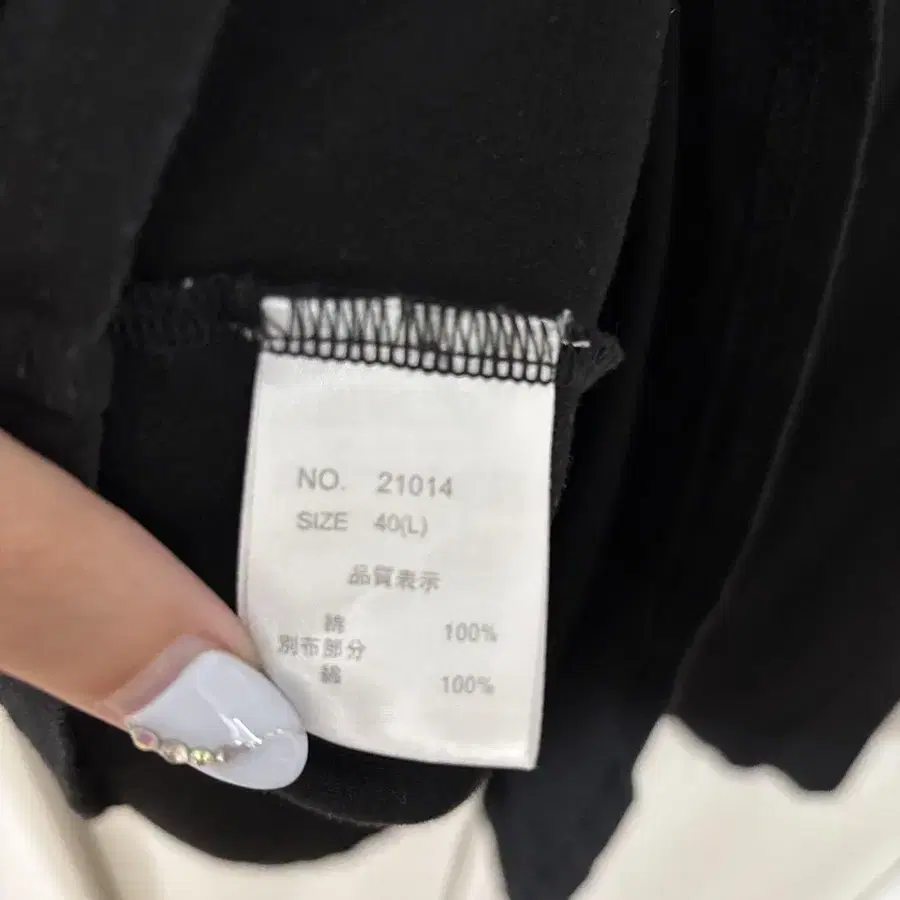 NO. 21014
SIZE 40(L)
品質表示
綿 100%
別布部分
綿 100%